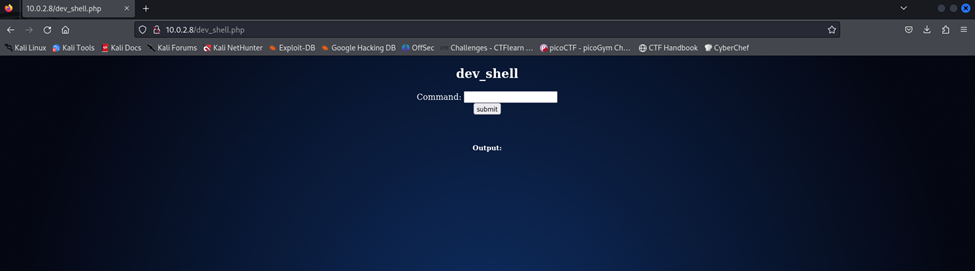 10.0.2.8/dev_shell.php
10.0.2.8/dev_shell.php
Kali Linux Kali Tools Kali Docs Kali Forums Kali NetHunter Exploit-DB Google Hacking DB OffSec Challenges - CTFlearn ... picoCTF - picoGym Ch... CTF Handbook CyberChef
dev_shell
Command:
submit
Output: